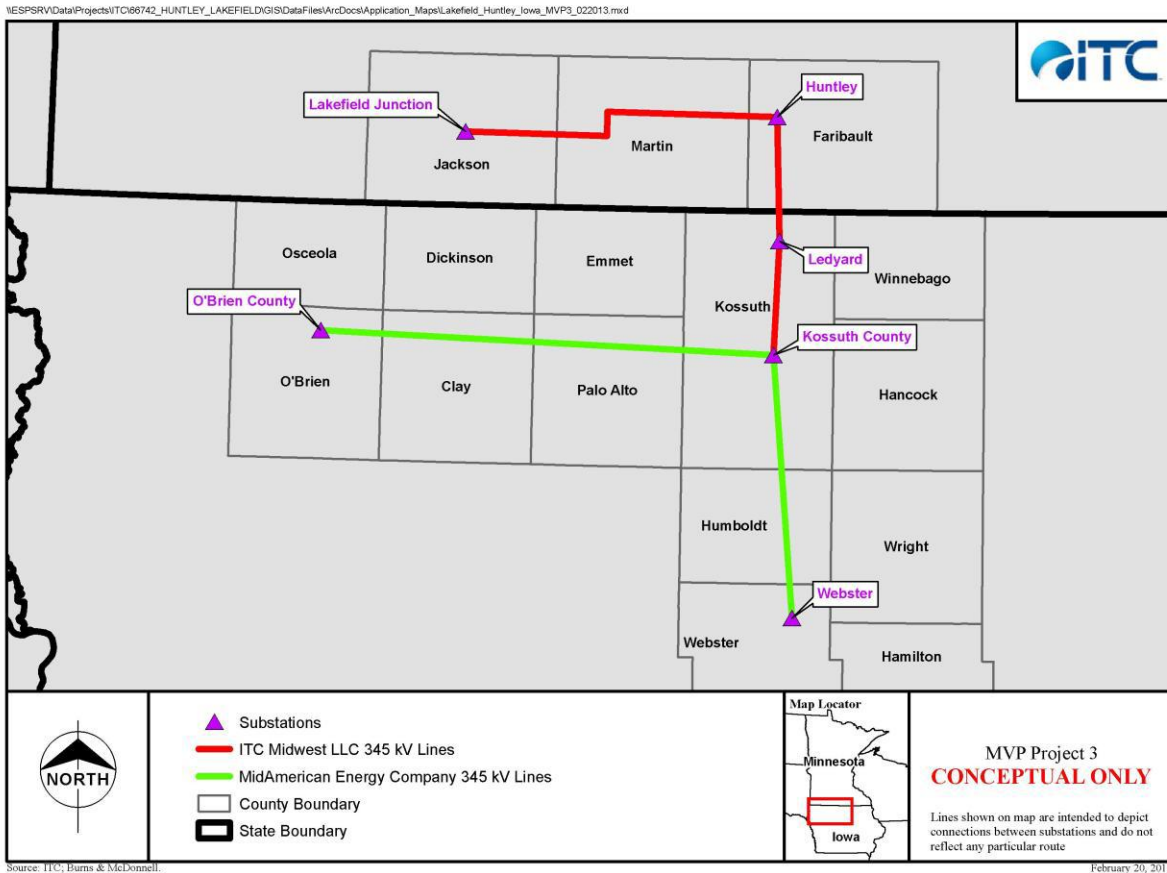 \\ESPSRV\Data\Projects\ITC\66742_HUNTLEY_LAKEFIELD\GIS\DataFiles\ArcDocs\Application_Maps\Lakefield_Huntley_Iowa_MVP3_022013.mxd
ITC
Lakefield Junction
Huntley
Faribault
Martin
Jackson
Osceola
Dickinson
Emmet
Ledyard
Winnebago
O'Brien County
Kossuth
Kossuth County
O'Brien
Clay
Palo Alto
Hancock
Humboldt
Wright
Webster
Webster
Hamilton
NORTH
Substations
ITC Midwest LLC 345 kV Lines
MidAmerican Energy Company 345 kV Lines
County Boundary
State Boundary
Map Locator
Minnesota
Iowa
MVP Project 3
CONCEPTUAL ONLY
Lines shown on map are intended to depict
connections between substations and do not
reflect any particular route
Source: ITC; Burns & McDonnell.
February 20, 201